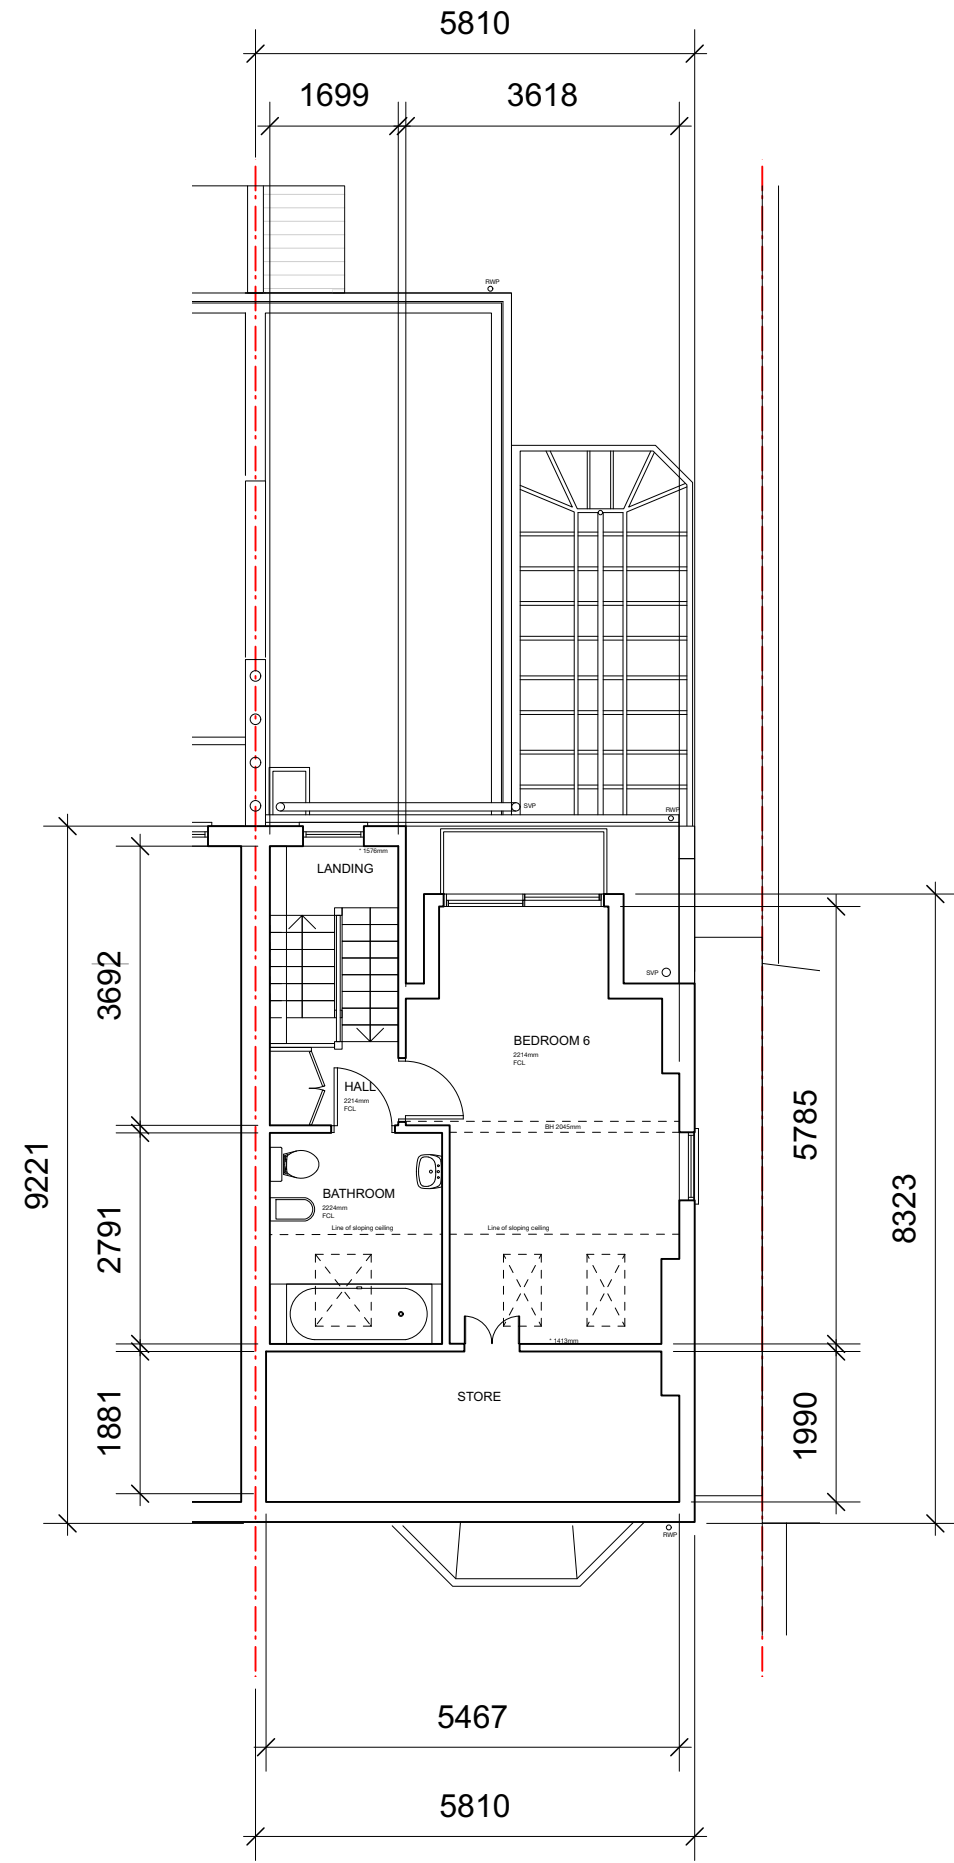 5810
1699
3618
RWP
SVP
RWP
* 1576mm
LANDING
SVP
3692
BEDROOM 6
2214mm
FCL
HALL
2214mm
FCL
BH 2045mm
5785
9221
8323
2791
BATHROOM
2224mm
FCL
Line of sloping ceiling
Line of sloping ceiling
* 1413mm
1881
STORE
1990
RWP
5467
5810